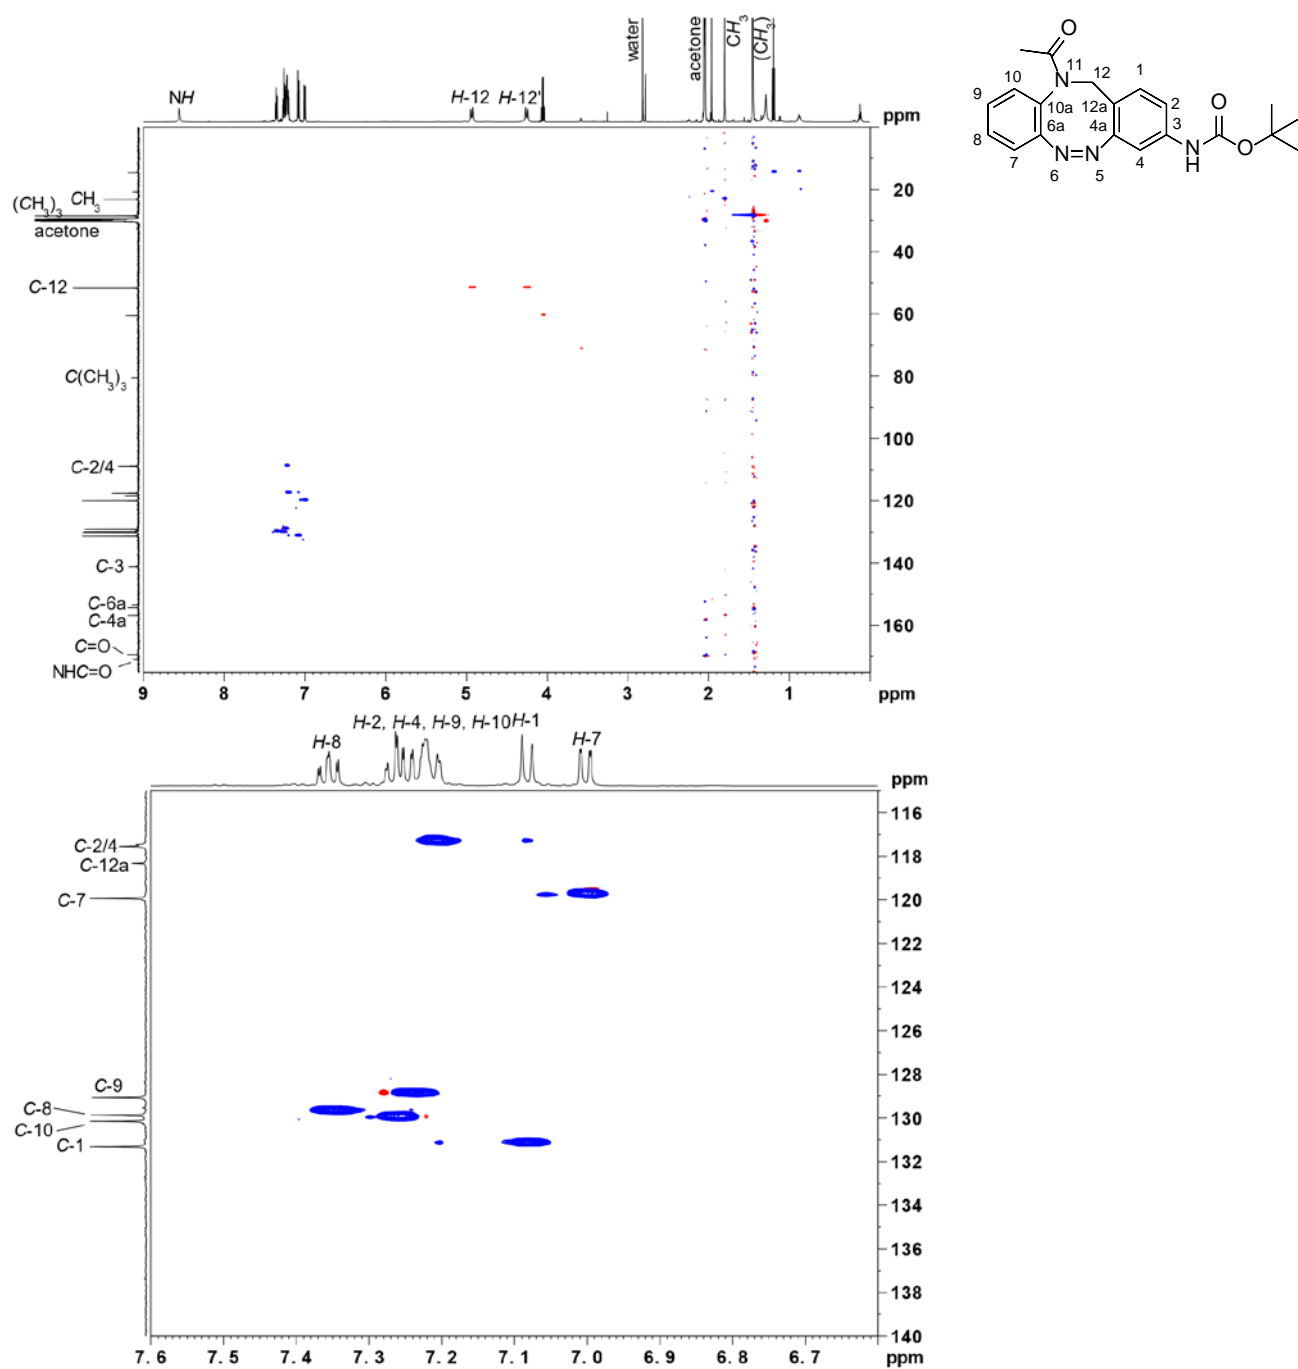 water
acetone
CH3
(CH3)
NH
H-12
H-12'
ppm
(CH3)3
CH3
acetone
C-12
C(CH3)3
C-2/4
C-3
C-6a
C-4a
C=O
NHC=O
20
40
60
80
100
120
140
160
9 8 7 6 5 4 3 2 1 ppm
O
N
11
12
1
10
9
10a
12a
2
O
8
6a
4a
3
7
N=N
6
5
4
N
H
O
H-8
H-2, H-4, H-9, H-10
H-1
H-7
ppm
C-2/4
C-12a
C-7
C-9
C-8
C-10
C-1
116
118
120
122
124
126
128
130
132
134
136
138
140
7.6 7.5 7.4 7.3 7.2 7.1 7.0 6.9 6.8 6.7 ppm